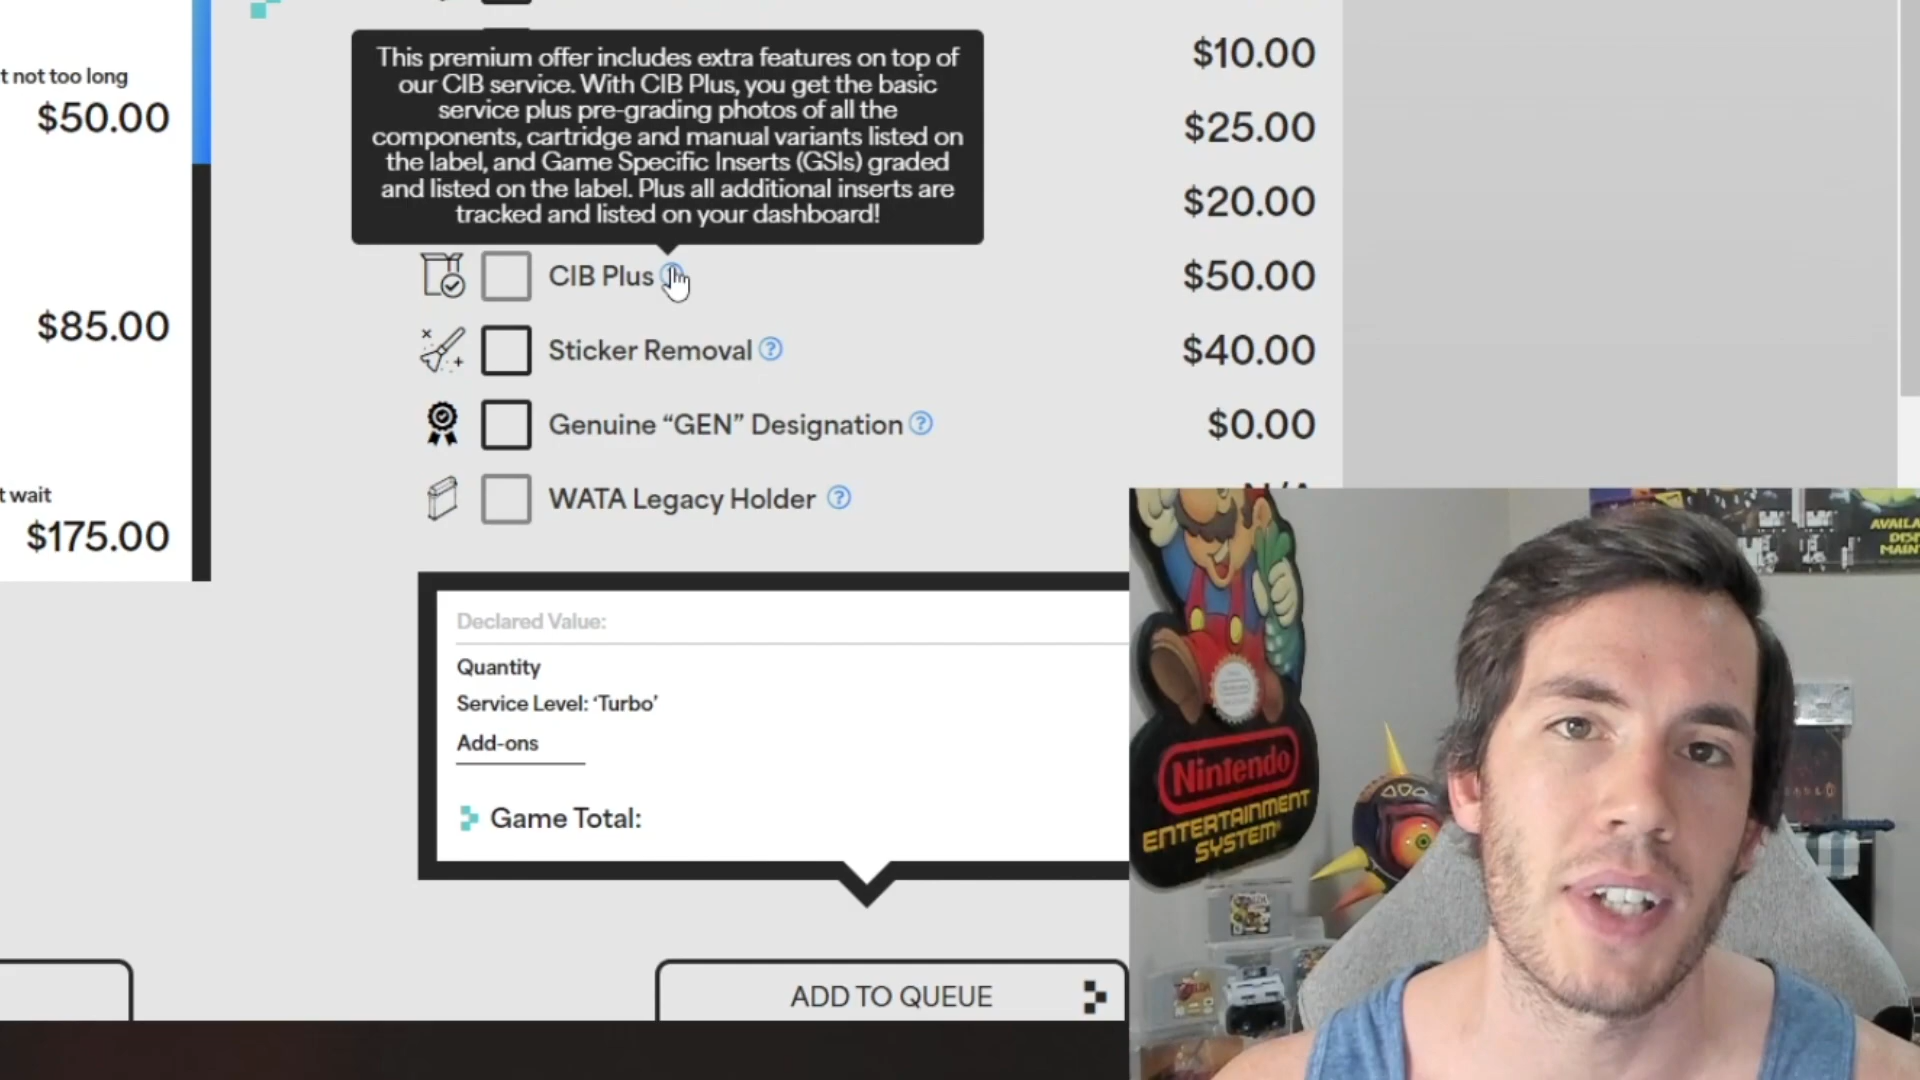 t not too long
$50.00
$85.00
t wait
$175.00
This premium offer includes extra features on top of
our CIB service. With CIB Plus, you get the basic
service plus pre-grading photos of all the
components, cartridge and manual variants listed on
the label, and Game Specific Inserts (GSIs) graded
and listed on the label. Plus all additional inserts are
tracked and listed on your dashboard!
$10.00
$25.00
$20.00
CIB Plus
$50.00
Sticker Removal ?
$40.00
Genuine “GEN” Designation ?
$0.00
WATA Legacy Holder ?
Declared Value:
Quantity
Service Level: ‘Turbo’
Add-ons
Game Total:
ADD TO QUEUE
Nintendo
ENTERTAINMENT
SYSTEM